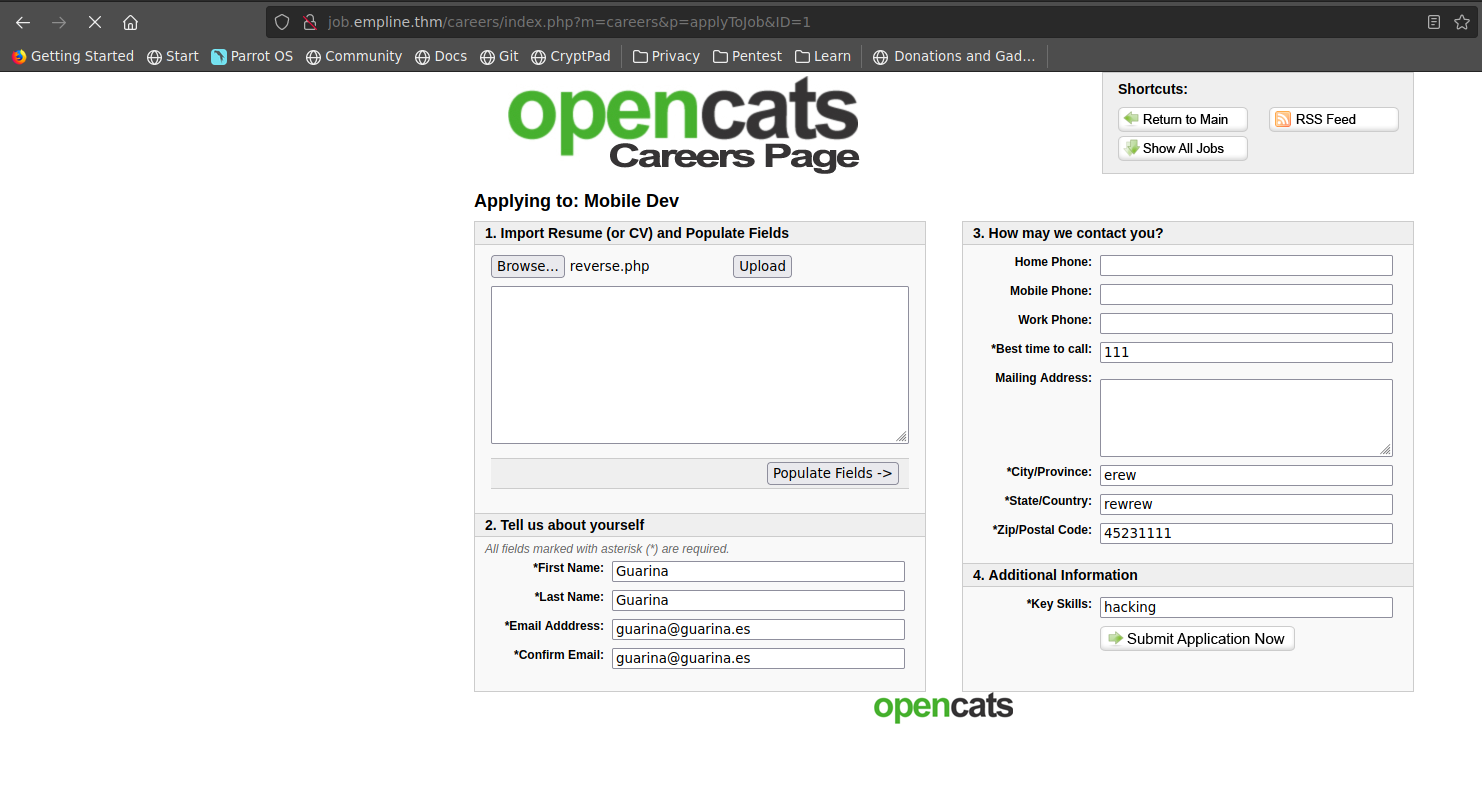 job.empline.thm/careers/index.php?m=careers&p=applyToJob&ID=1
Getting Started Start Parrot OS Community Docs Git CryptPad Privacy Pentest Learn Donations and Gad...
opencats
Careers Page
Shortcuts:
Return to Main RSS Feed
Show All Jobs
Applying to: Mobile Dev
1. Import Resume (or CV) and Populate Fields
Browse... reverse.php Upload
Populate Fields ->
2. Tell us about yourself
All fields marked with asterisk (*) are required.
*First Name: Guarina
*Last Name: Guarina
*Email Adddress: guarina@guarina.es
*Confirm Email: guarina@guarina.es
3. How may we contact you?
Home Phone:
Mobile Phone:
Work Phone:
*Best time to call: 111
Mailing Address:
*City/Province: erew
*State/Country: rewrew
*Zip/Postal Code: 45231111
4. Additional Information
*Key Skills: hacking
Submit Application Now
opencats